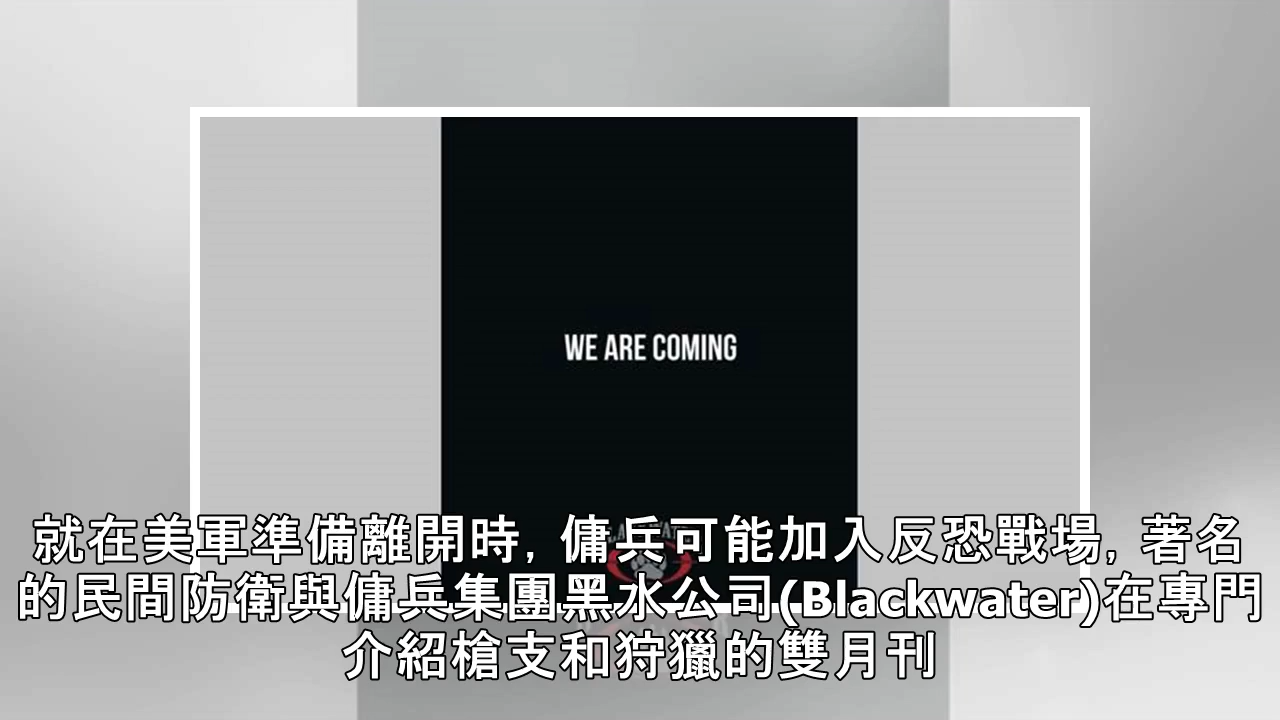 WE ARE COMING
就在美軍準備離開時, 傭兵可能加入反恐戰場, 著名
的民間防衛與傭兵集團黑水公司(Blackwater)在專門
介紹槍支和狩獵的雙月刊